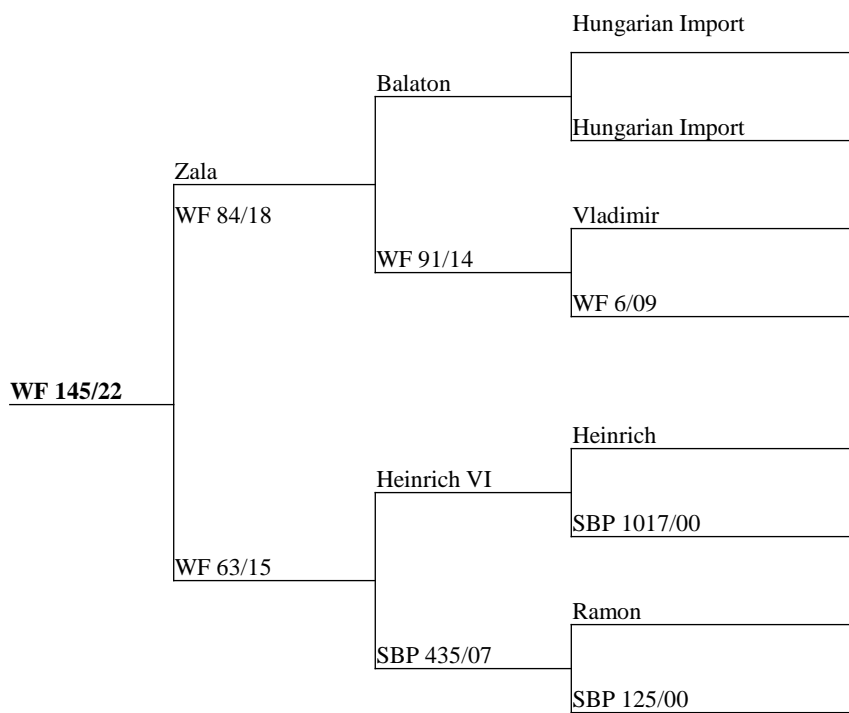 Hungarian Import
Balaton
Hungarian Import
Zala
WF 84/18
Vladimir
WF 91/14
WF 6/09
WF 145/22
Heinrich
Heinrich VI
SBP 1017/00
WF 63/15
Ramon
SBP 435/07
SBP 125/00